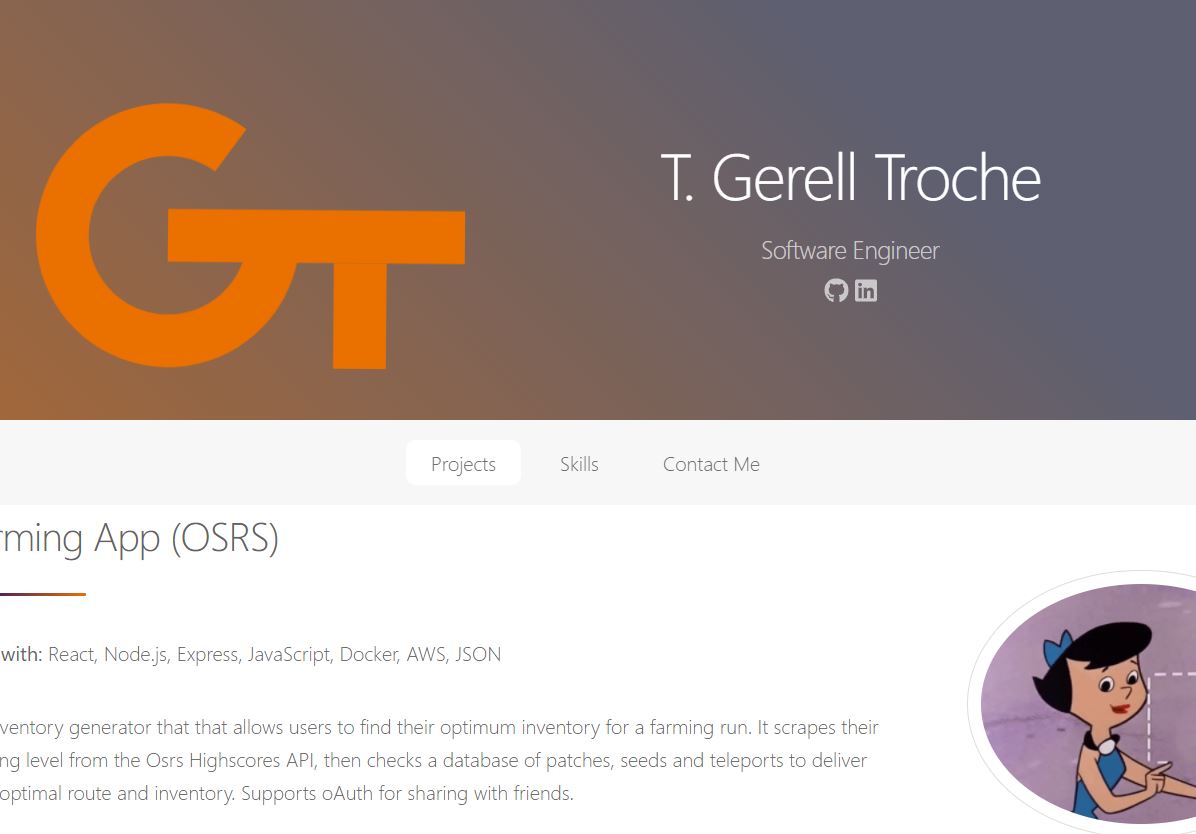 GT
T. Gerell Troche
Software Engineer
in
Projects Skills Contact Me
rming App (OSRS)
with: React, Node.js, Express, JavaScript, Docker, AWS, JSON
ventory generator that that allows users to find their optimum inventory for a farming run. It scrapes their
ng level from the Osrs Highscores API, then checks a database of patches, seeds and teleports to deliver
optimal route and inventory. Supports oAuth for sharing with friends.